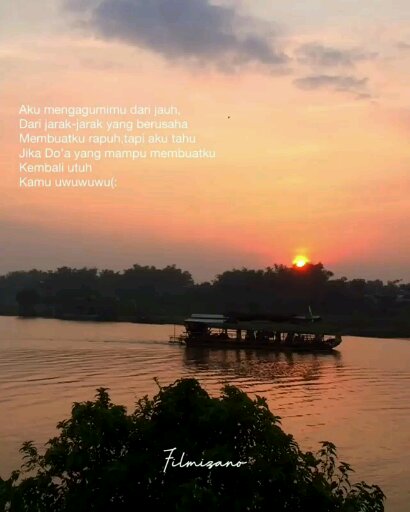 Aku mengagumimu dari jauh,
Dari jarak-jarak yang berusaha
Membuatku rapuh,tapi aku tahu
Jika Do'a yang mampu membuatku
Kembali utuh
Kamu uwuwuwu(:
Filmizano